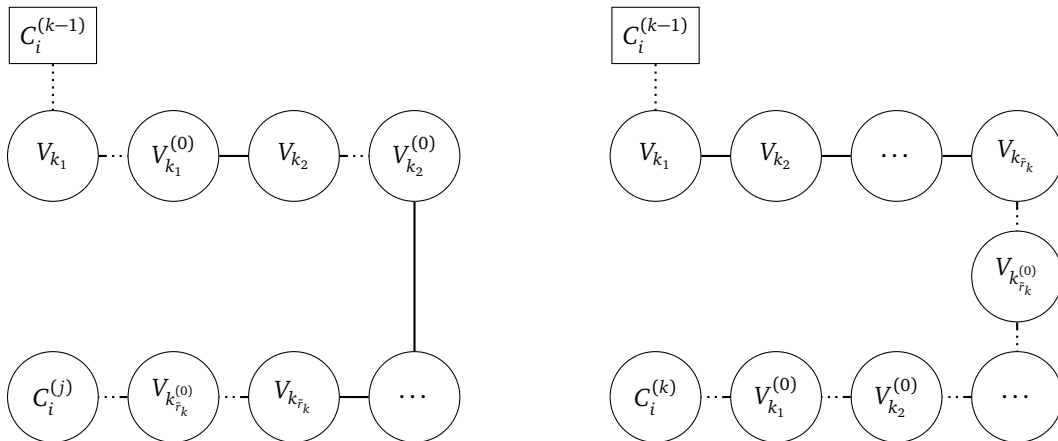 C_i^{(k-1)} C_i^{(k-1)}
V_{k_1} V_{k_1}^{(0)} V_{k_2} V_{k_2}^{(0)} V_{k_1} V_{k_2} ⋯ V_{k_{\tilde{r}_k}}
V_{k_{\tilde{r}_k}^{(0)}}
C_i^{(j)} V_{k_{\tilde{r}_k}^{(0)}} V_{k_{\tilde{r}_k}} ⋯ C_i^{(k)} V_{k_1}^{(0)} V_{k_2}^{(0)} ⋯